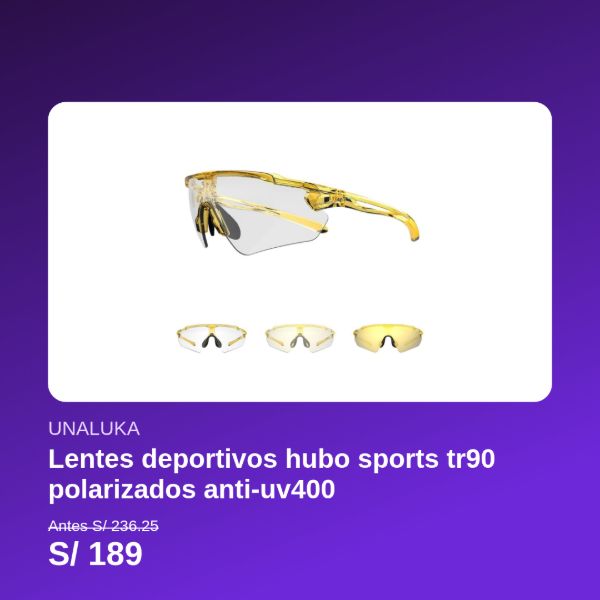 UNALUKA
Lentes deportivos hubo sports tr90
polarizados anti-uv400
Antes S/ 236.25
S/ 189